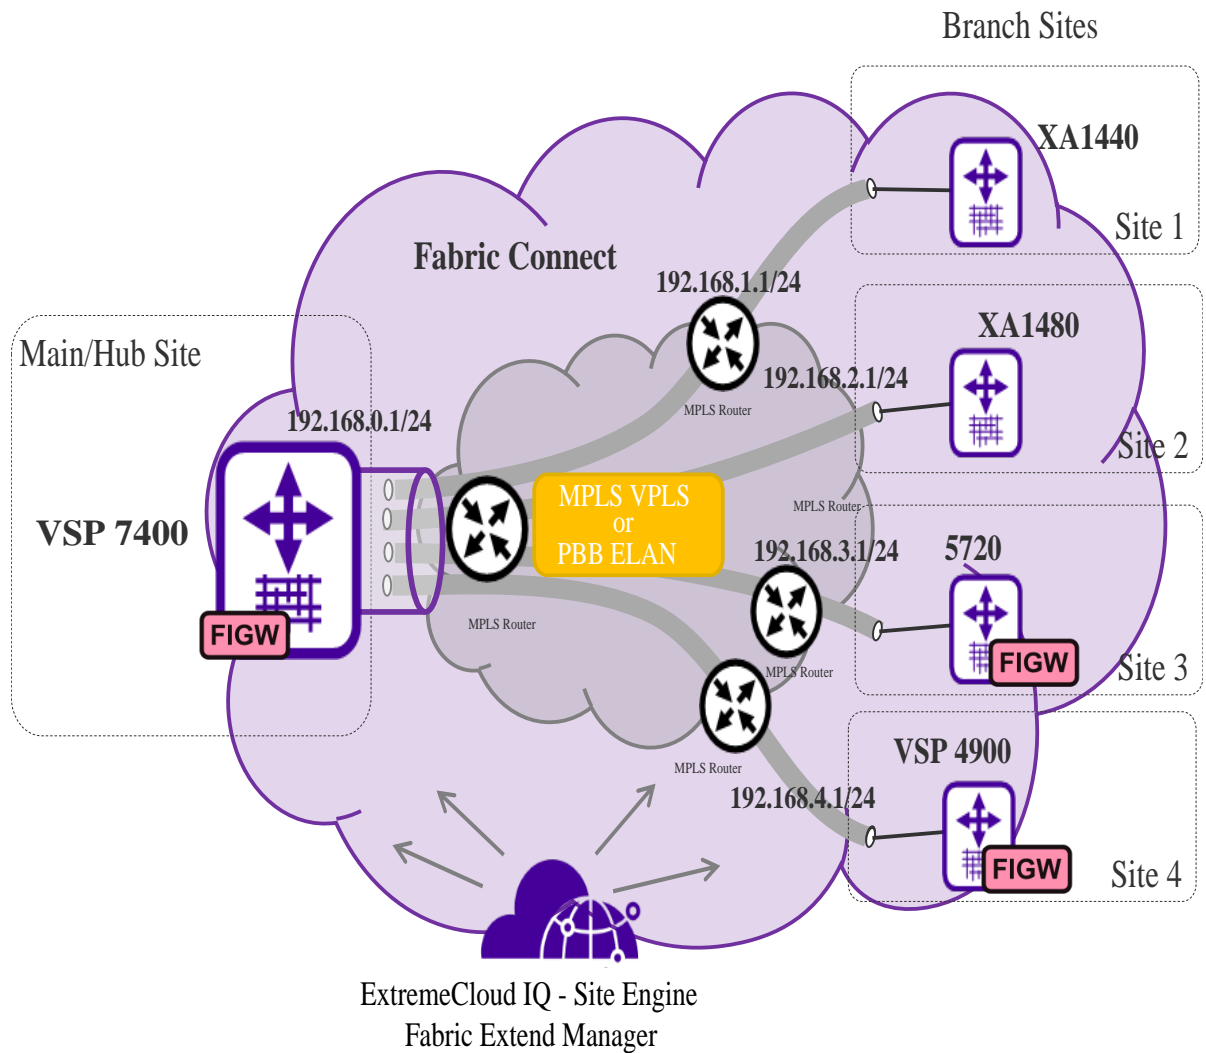 Branch Sites
XA1440
Site 1
Fabric Connect
192.168.1.1/24
XA1480
Main/Hub Site
192.168.2.1/24
MPLS Router
192.168.0.1/24
Site 2
MPLS VPLS
or
PBB ELAN
MPLS Router
VSP 7400
192.168.3.1/24
5720
FIGW
MPLS Router
FIGW
Site 3
MPLS Router
VSP 4900
MPLS Router
192.168.4.1/24
FIGW
Site 4
ExtremeCloud IQ - Site Engine
Fabric Extend Manager